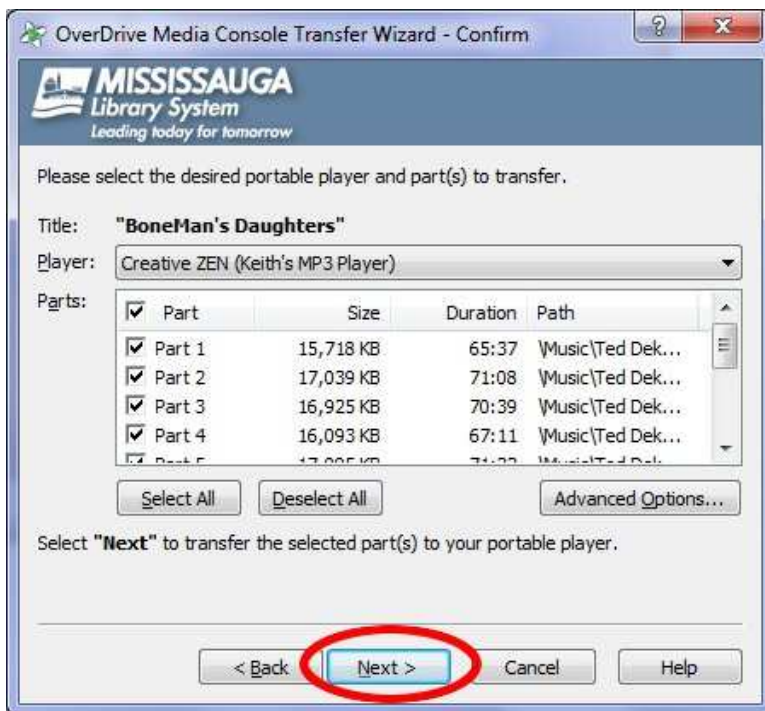 OverDrive Media Console Transfer Wizard - Confirm
MISSISSAUGA
Library System
Leading today for tomorrow
Please select the desired portable player and part(s) to transfer.
Title: "BoneMan's Daughters"
Player: Creative ZEN (Keith's MP3 Player)
Parts:
Part Size Duration Path
Part 1 15,718 KB 65:37 \Music\Ted Dek...
Part 2 17,039 KB 71:08 \Music\Ted Dek...
Part 3 16,925 KB 70:39 \Music\Ted Dek...
Part 4 16,093 KB 67:11 \Music\Ted Dek...
Select All Deselect All Advanced Options...
Select "Next" to transfer the selected part(s) to your portable player.
< Back Next > Cancel Help